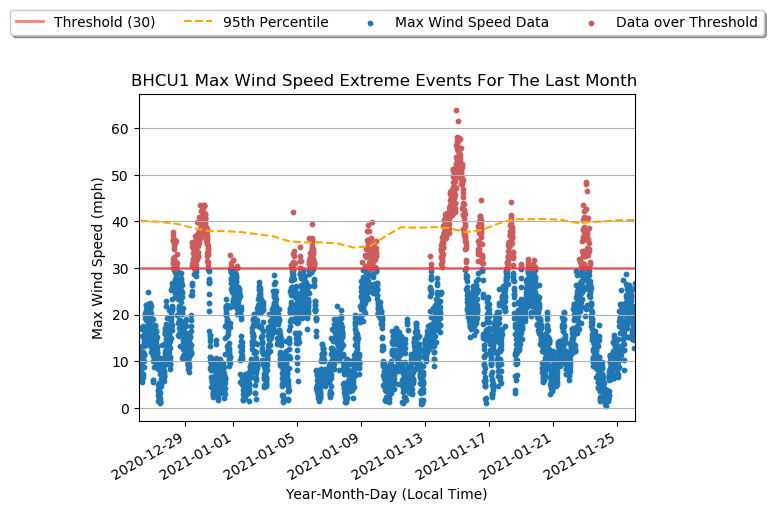 Threshold (30) 95th Percentile Max Wind Speed Data Data over Threshold
BHCU1 Max Wind Speed Extreme Events For The Last Month
Max Wind Speed (mph)
60
50
40
30
20
10
0
2020-12-29 2021-01-01 2021-01-05 2021-01-09 2021-01-13 2021-01-17 2021-01-21 2021-01-25
Year-Month-Day (Local Time)